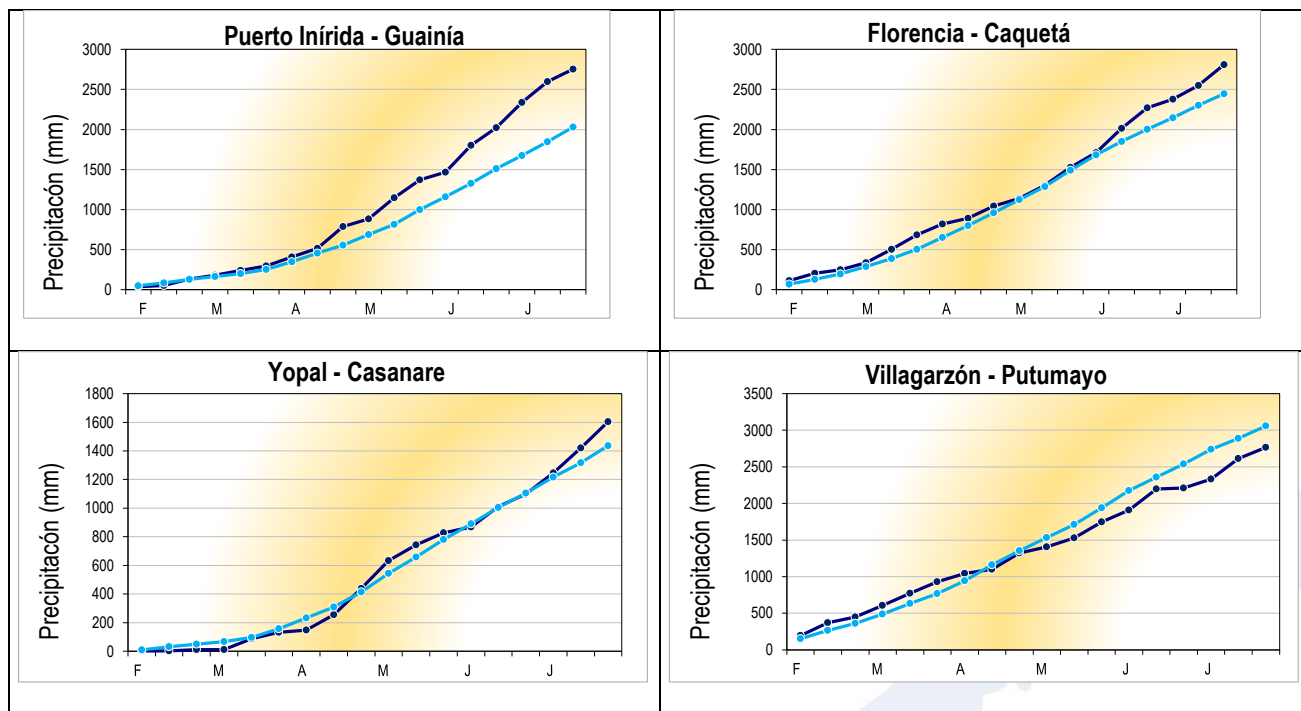 Puerto Inírida - Guainía
3000
2500
2000
1500
1000
500
0
Precipitacón (mm)
F M A M J J
Florencia - Caquetá
3000
2500
2000
1500
1000
500
0
Precipitacón (mm)
F M A M J J
Yopal - Casanare
1800
1600
1400
1200
1000
800
600
400
200
0
Precipitacón (mm)
F M A M J J
Villagarzón - Putumayo
3500
3000
2500
2000
1500
1000
500
0
Precipitacón (mm)
F M A M J J